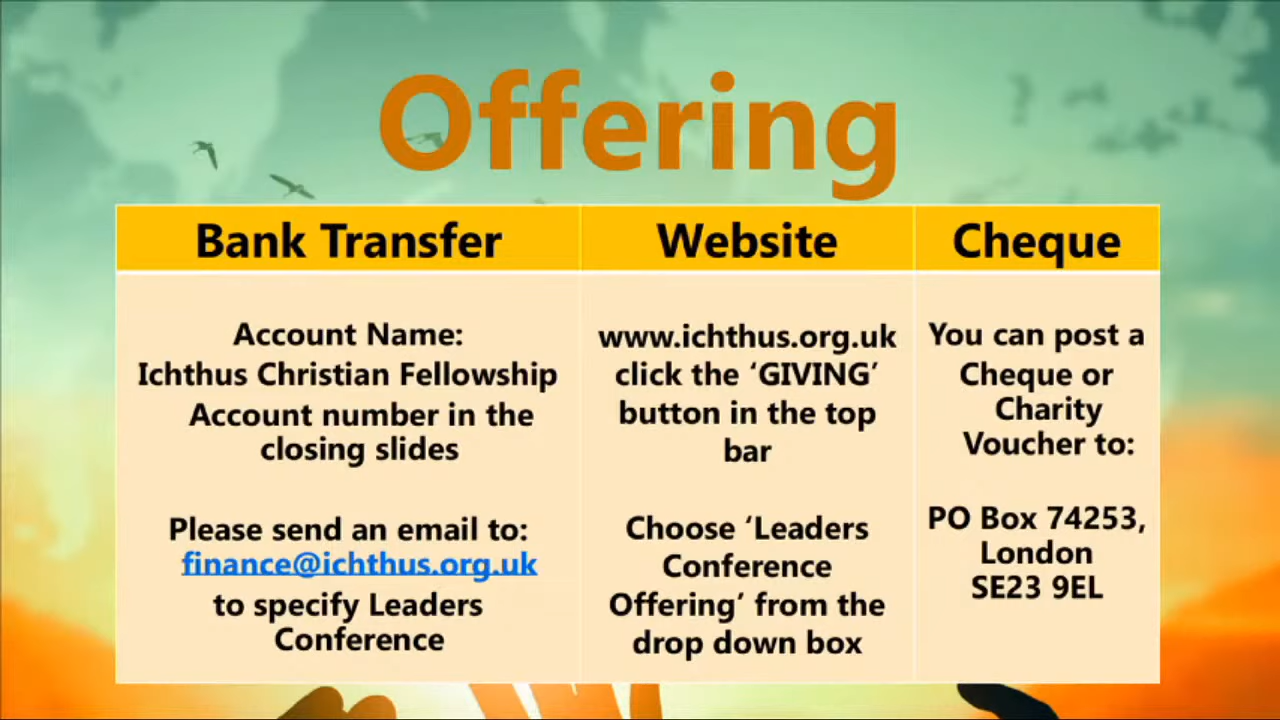 Offering
Bank Transfer
Website
Cheque
Account Name:
Ichthus Christian Fellowship
Account number in the
closing slides
Please send an email to:
finance@ichthus.org.uk
to specify Leaders
Conference
www.ichthus.org.uk
click the ‘GIVING’
button in the top
bar
Choose ‘Leaders
Conference
Offering’ from the
drop down box
You can post a
Cheque or
Charity
Voucher to:
PO Box 74253,
London
SE23 9EL